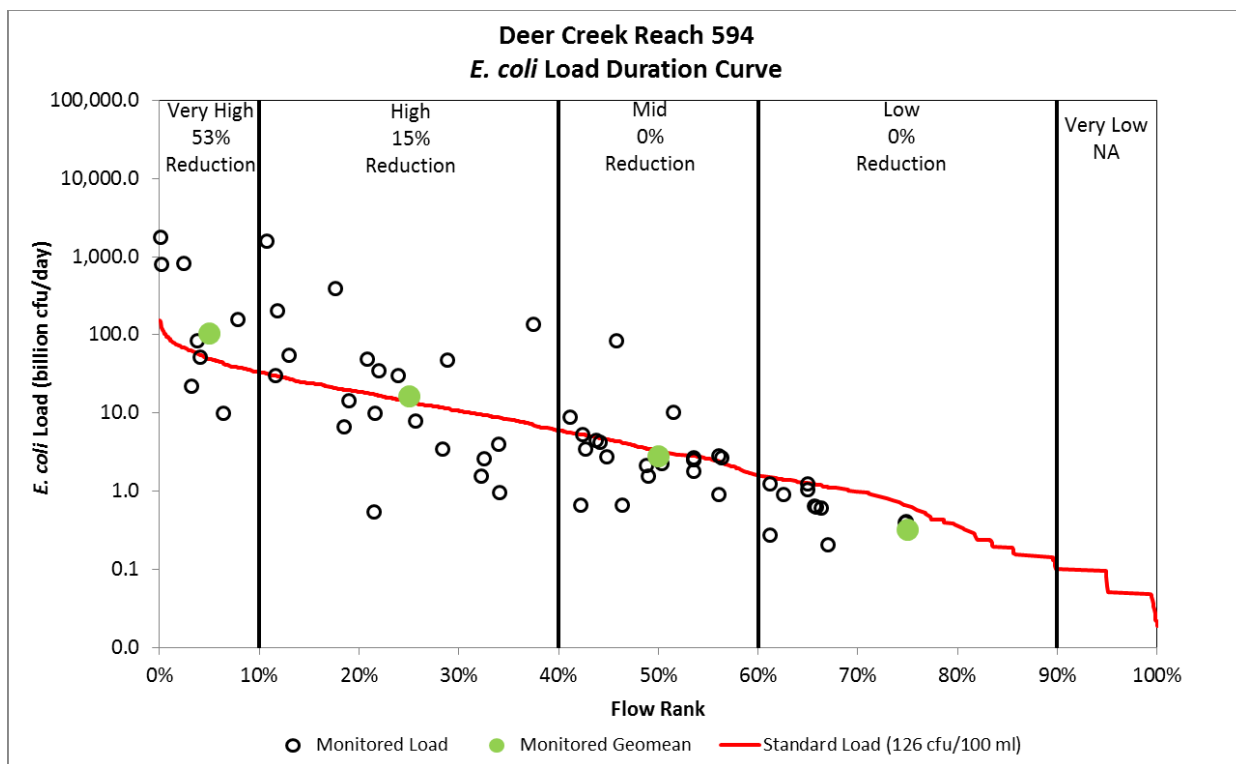 Deer Creek Reach 594
E. coli Load Duration Curve
100,000.0
10,000.0
1,000.0
100.0
10.0
1.0
0.1
0.0
E. coli Load (billion cfu/day)
Very High
53%
Reduction
High
15%
Reduction
Mid
0%
Reduction
Low
0%
Reduction
Very Low
NA
0% 10% 20% 30% 40% 50% 60% 70% 80% 90% 100%
Flow Rank
Monitored Load Monitored Geomean Standard Load (126 cfu/100 ml)